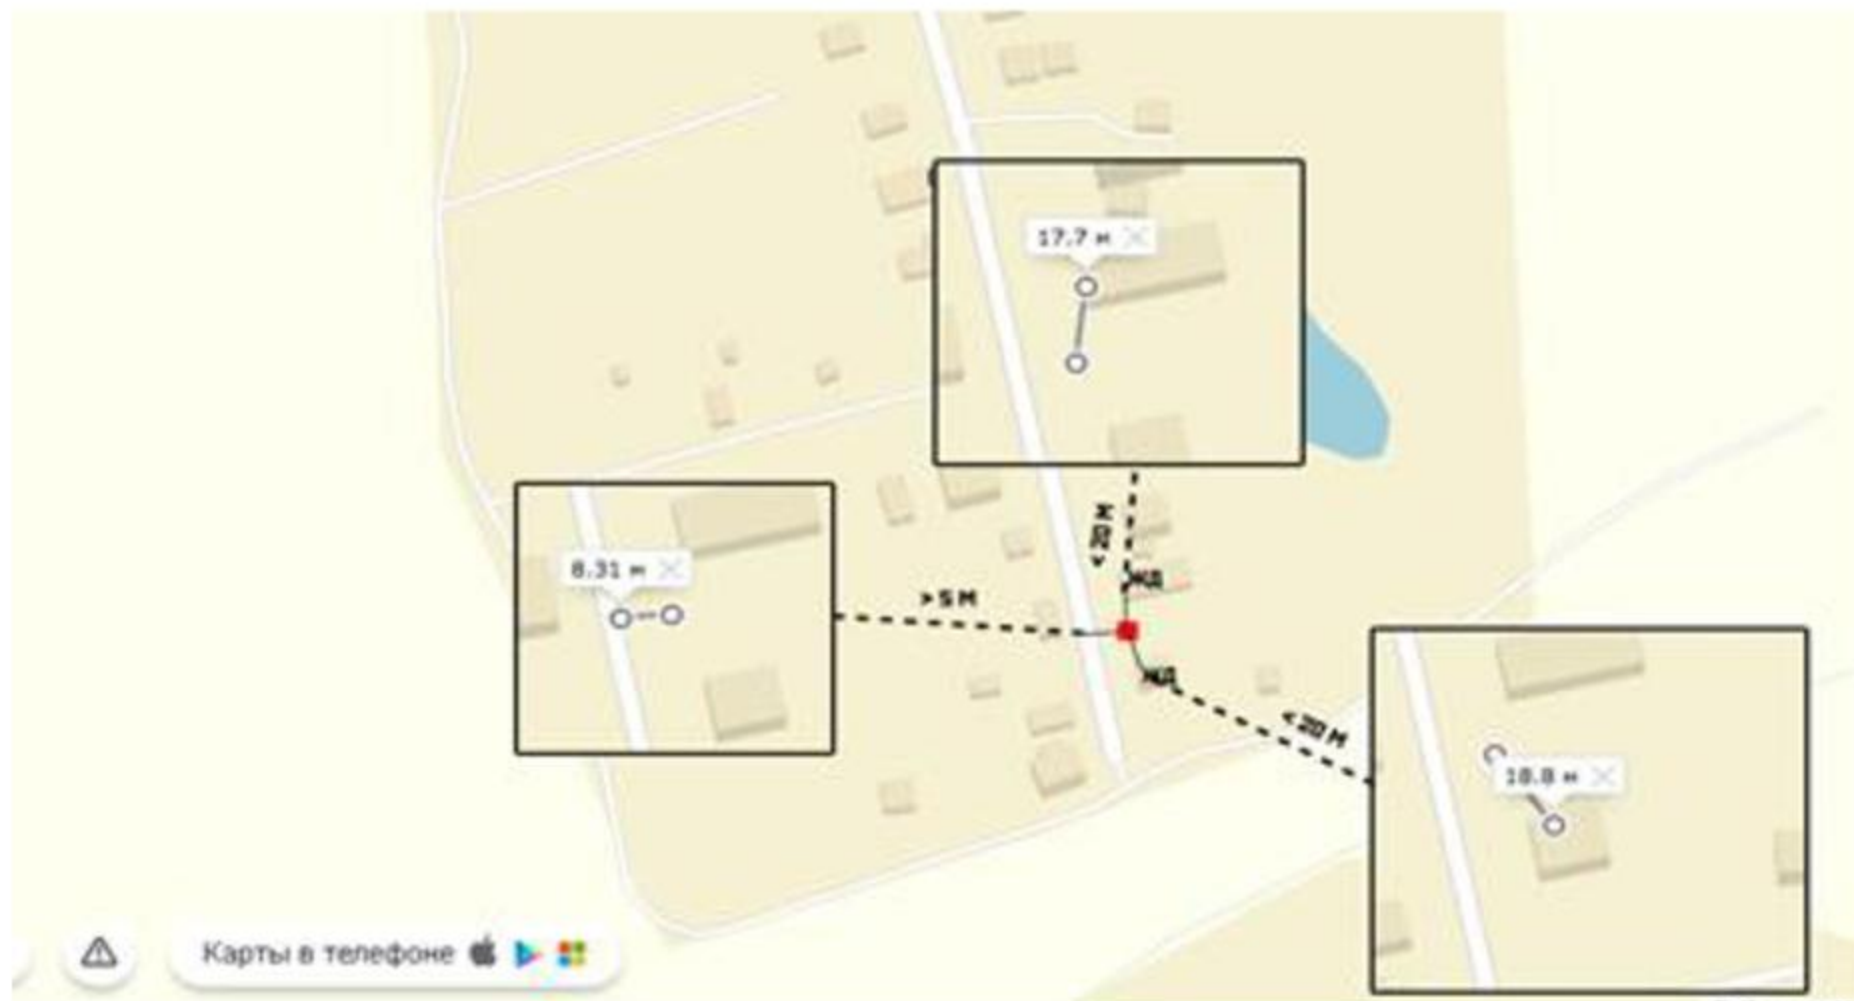 17.7 м
< 20 М
8.31 м
ЖД
> 5 М
ЖД
< 20 М
18.8 м
Карты в телефоне